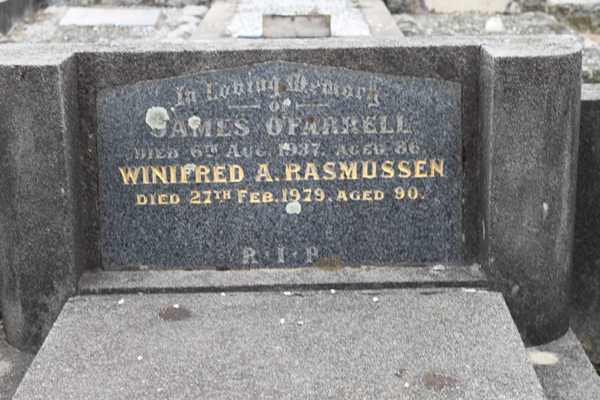 In Loving Memory
OF
JAMES O'FARRELL
DIED 6TH AUG. 1937. AGED 86.
WINIFRED A. RASMUSSEN
DIED 27TH FEB. 1979. AGED 90.
R·I·P